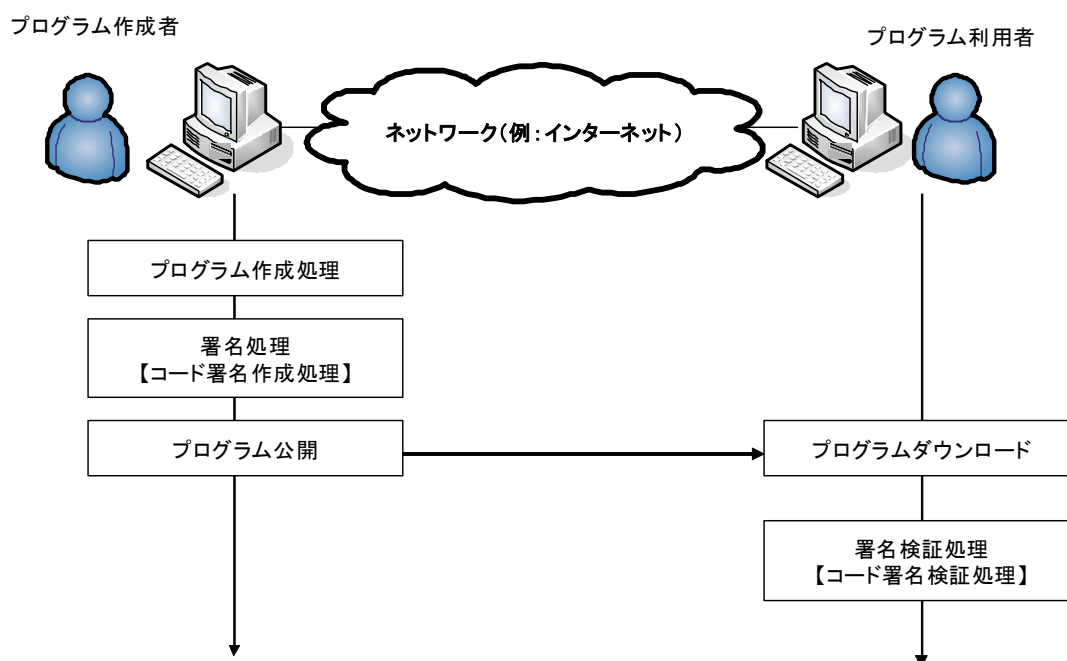 プログラム作成者
プログラム利用者
ネットワーク(例:インターネット)
プログラム作成処理
署名処理
【コード署名作成処理】
プログラム公開
プログラムダウンロード
署名検証処理
【コード署名検証処理】